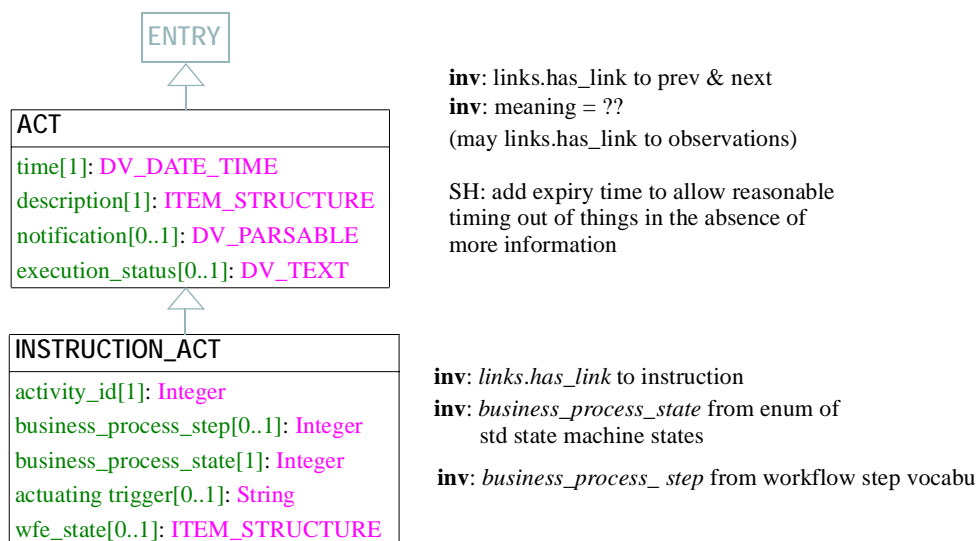 ENTRY
ACT
time[1]: DV_DATE_TIME
description[1]: ITEM_STRUCTURE
notification[0..1]: DV_PARSABLE
execution_status[0..1]: DV_TEXT
inv: links.has_link to prev & next
inv: meaning = ??
(may links.has_link to observations)
SH: add expiry time to allow reasonable
timing out of things in the absence of
more information
INSTRUCTION_ACT
activity_id[1]: Integer
business_process_step[0..1]: Integer
business_process_state[1]: Integer
actuating trigger[0..1]: String
wfe_state[0..1]: ITEM_STRUCTURE
inv: links.has_link to instruction
inv: business_process_state from enum of
std state machine states
inv: business_process_ step from workflow step vocabu